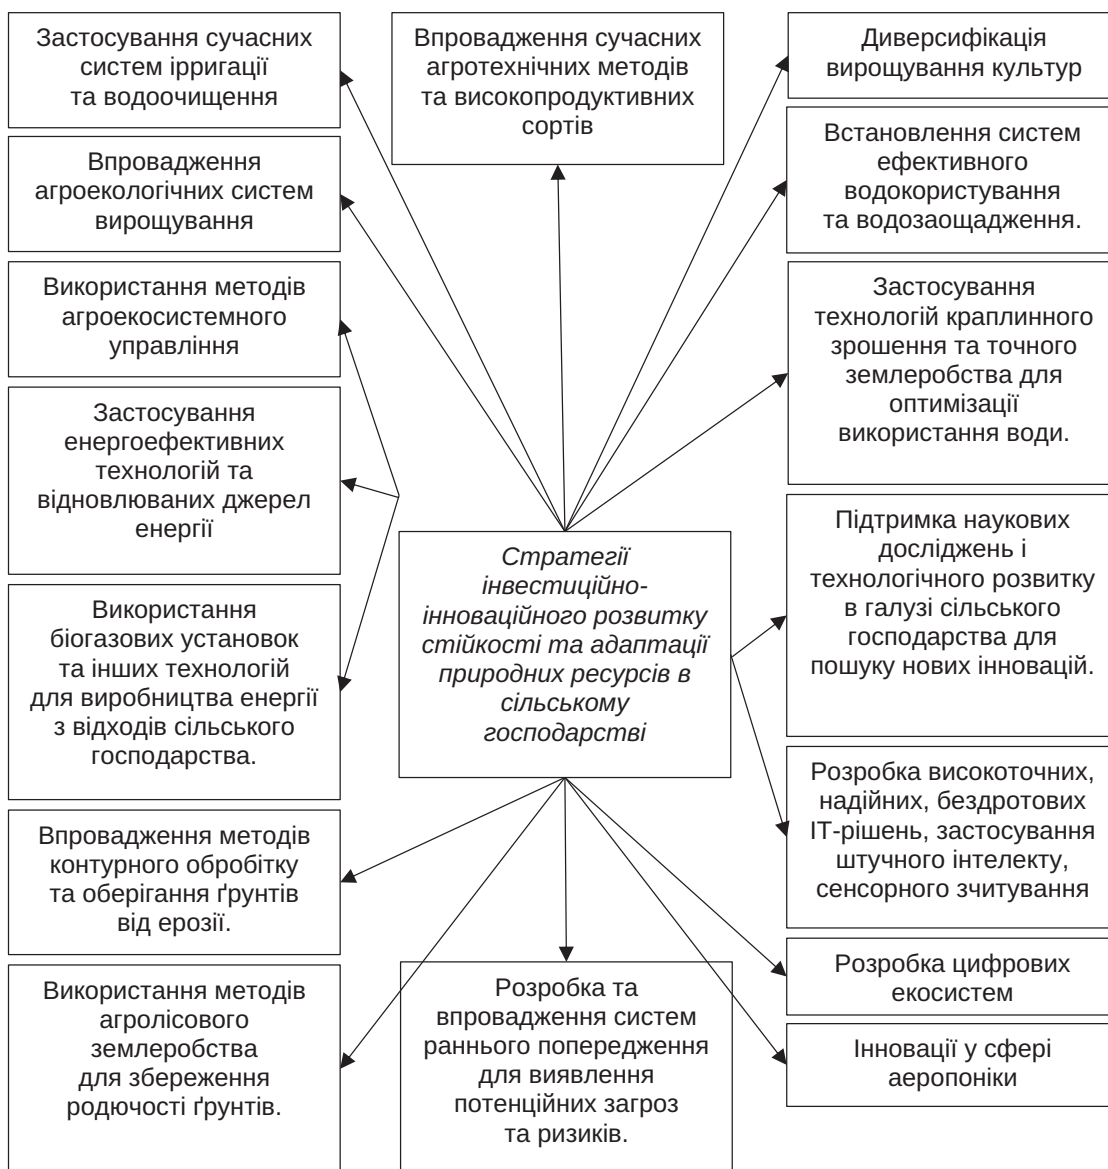 Застосування сучасних
систем ірригації
та водоочищення
Впровадження
агроекологічних систем
вирощування
Використання методів
агроекосистемного
управління
Застосування
енергоефективних
технологій та
відновлюваних джерел
енергії
Використання
біогазових установок
та інших технологій
для виробництва енергії
з відходів сільського
господарства.
Впровадження методів
контурного обробітку
та оберігання ґрунтів
від ерозії.
Використання методів
агролісового
землеробства
для збереження
родючості ґрунтів.
Впровадження сучасних
агротехнічних методів
та високопродуктивних
сортів
Стратегії
інвестиційно-
інноваційного розвитку
стійкості та адаптації
природних ресурсів в
сільському
господарстві
Розробка та
впровадження систем
раннього попередження
для виявлення
потенційних загроз
та ризиків.
Диверсифікація
вирощування культур
Встановлення систем
ефективного
водокористування
та водозаощадження.
Застосування
технологій краплинного
зрошення та точного
землеробства для
оптимізації
використання води.
Підтримка наукових
досліджень і
технологічного розвитку
в галузі сільського
господарства для
пошуку нових інновацій.
Розробка високоточних,
надійних, бездротових
ІТ-рішень, застосування
штучного інтелекту,
сенсорного зчитування
Розробка цифрових
екосистем
Інновації у сфері
аеропоніки